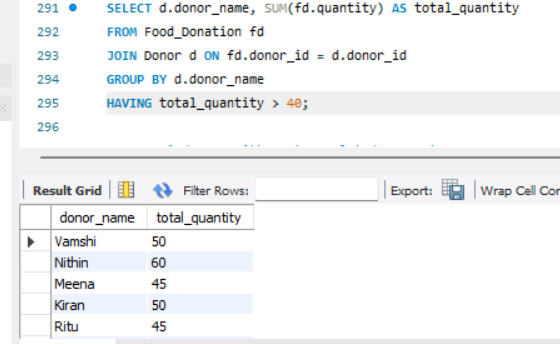 291 SELECT d.donor_name, SUM(fd.quantity) AS total_quantity
292 FROM Food_Donation fd
293 JOIN Donor d ON fd.donor_id = d.donor_id
294 GROUP BY d.donor_name
295 HAVING total_quantity > 40;
296
Result Grid Filter Rows: Export: Wrap Cell Con
donor_name total_quantity
Vamshi 50
Nithin 60
Meena 45
Kiran 50
Ritu 45